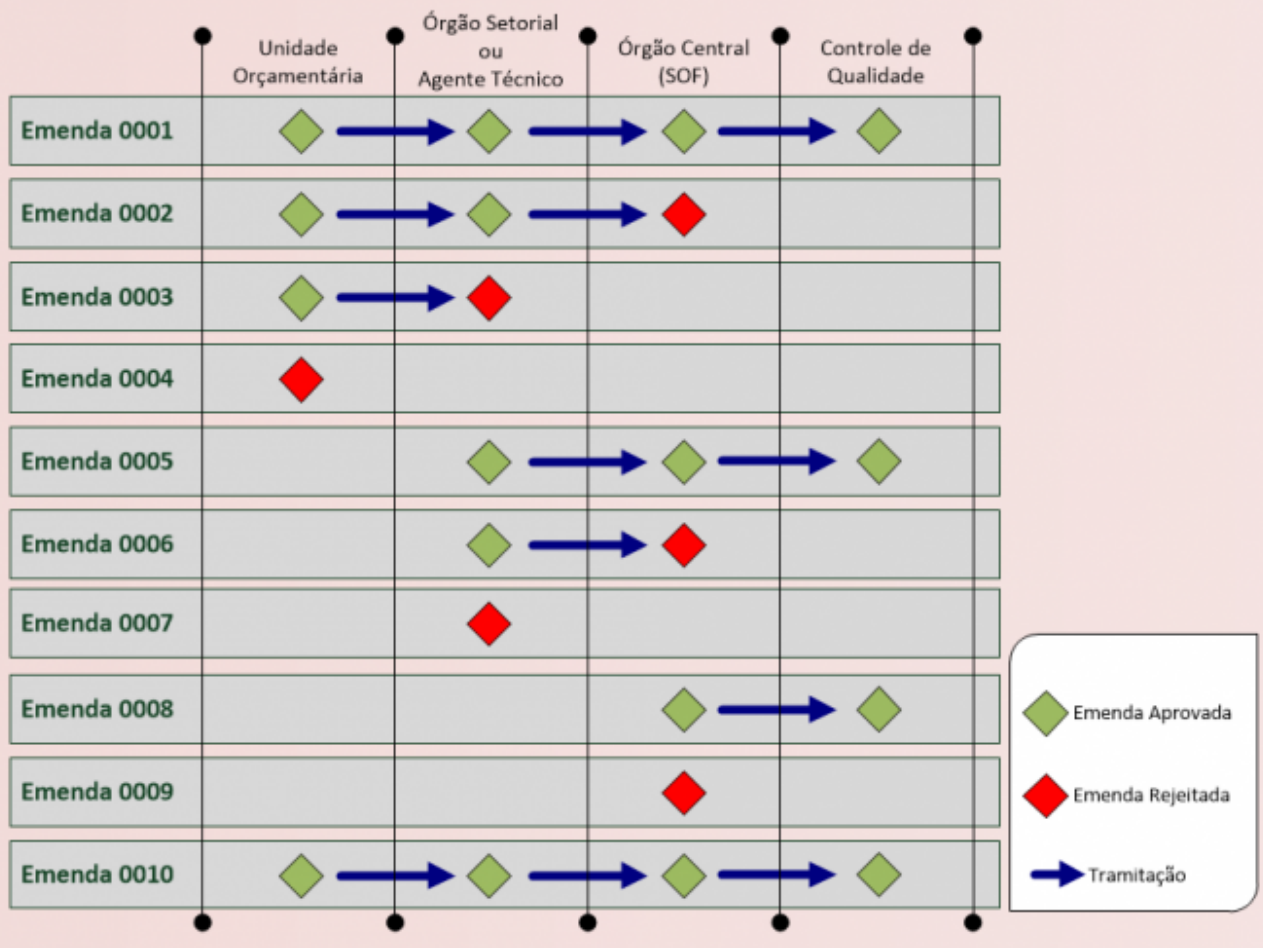 Unidade
Orçamentária
Órgão Setorial
ou
Agente Técnico
Órgão Central
(SOF)
Controle de
Qualidade
Emenda 0001
Emenda 0002
Emenda 0003
Emenda 0004
Emenda 0005
Emenda 0006
Emenda 0007
Emenda 0008
Emenda 0009
Emenda 0010
Emenda Aprovada
Emenda Rejeitada
Tramitação